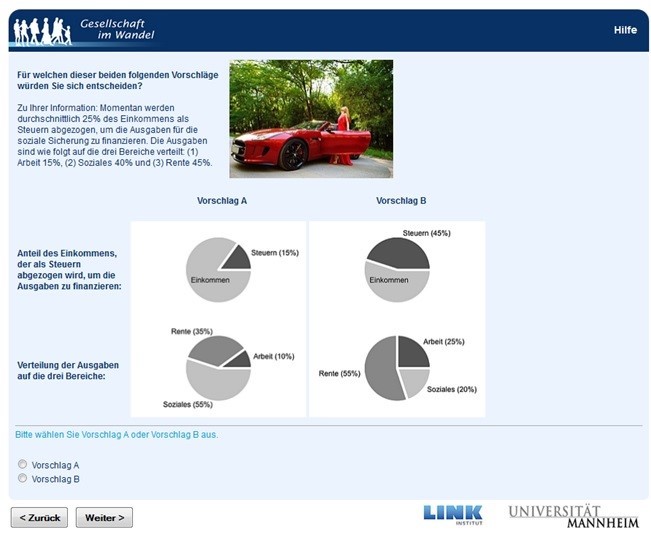 Gesellschaft
im Wandel
Hilfe
Für welchen dieser beiden folgenden Vorschläge
würden Sie sich entscheiden?
Zu Ihrer Information: Momentan werden
durchschnittlich 25% des Einkommens als
Steuern abgezogen, um die Ausgaben für die
soziale Sicherung zu finanzieren. Die Ausgaben
sind wie folgt auf die drei Bereiche verteilt: (1)
Arbeit 15%, (2) Soziales 40% und (3) Rente 45%.
Vorschlag A
Vorschlag B
Anteil des Einkommens,
der als Steuern
abgezogen wird, um die
Ausgaben zu finanzieren:
Steuern (15%)
Einkommen
Steuern (45%)
Einkommen
Verteilung der Ausgaben
auf die drei Bereiche:
Rente (35%)
Arbeit (10%)
Soziales (55%)
Arbeit (25%)
Rente (55%)
Soziales (20%)
Bitte wählen Sie Vorschlag A oder Vorschlag B aus.
Vorschlag A
Vorschlag B
< Zurück
Weiter >
LINK
INSTITUT
UNIVERSITÄT
MANNHEIM